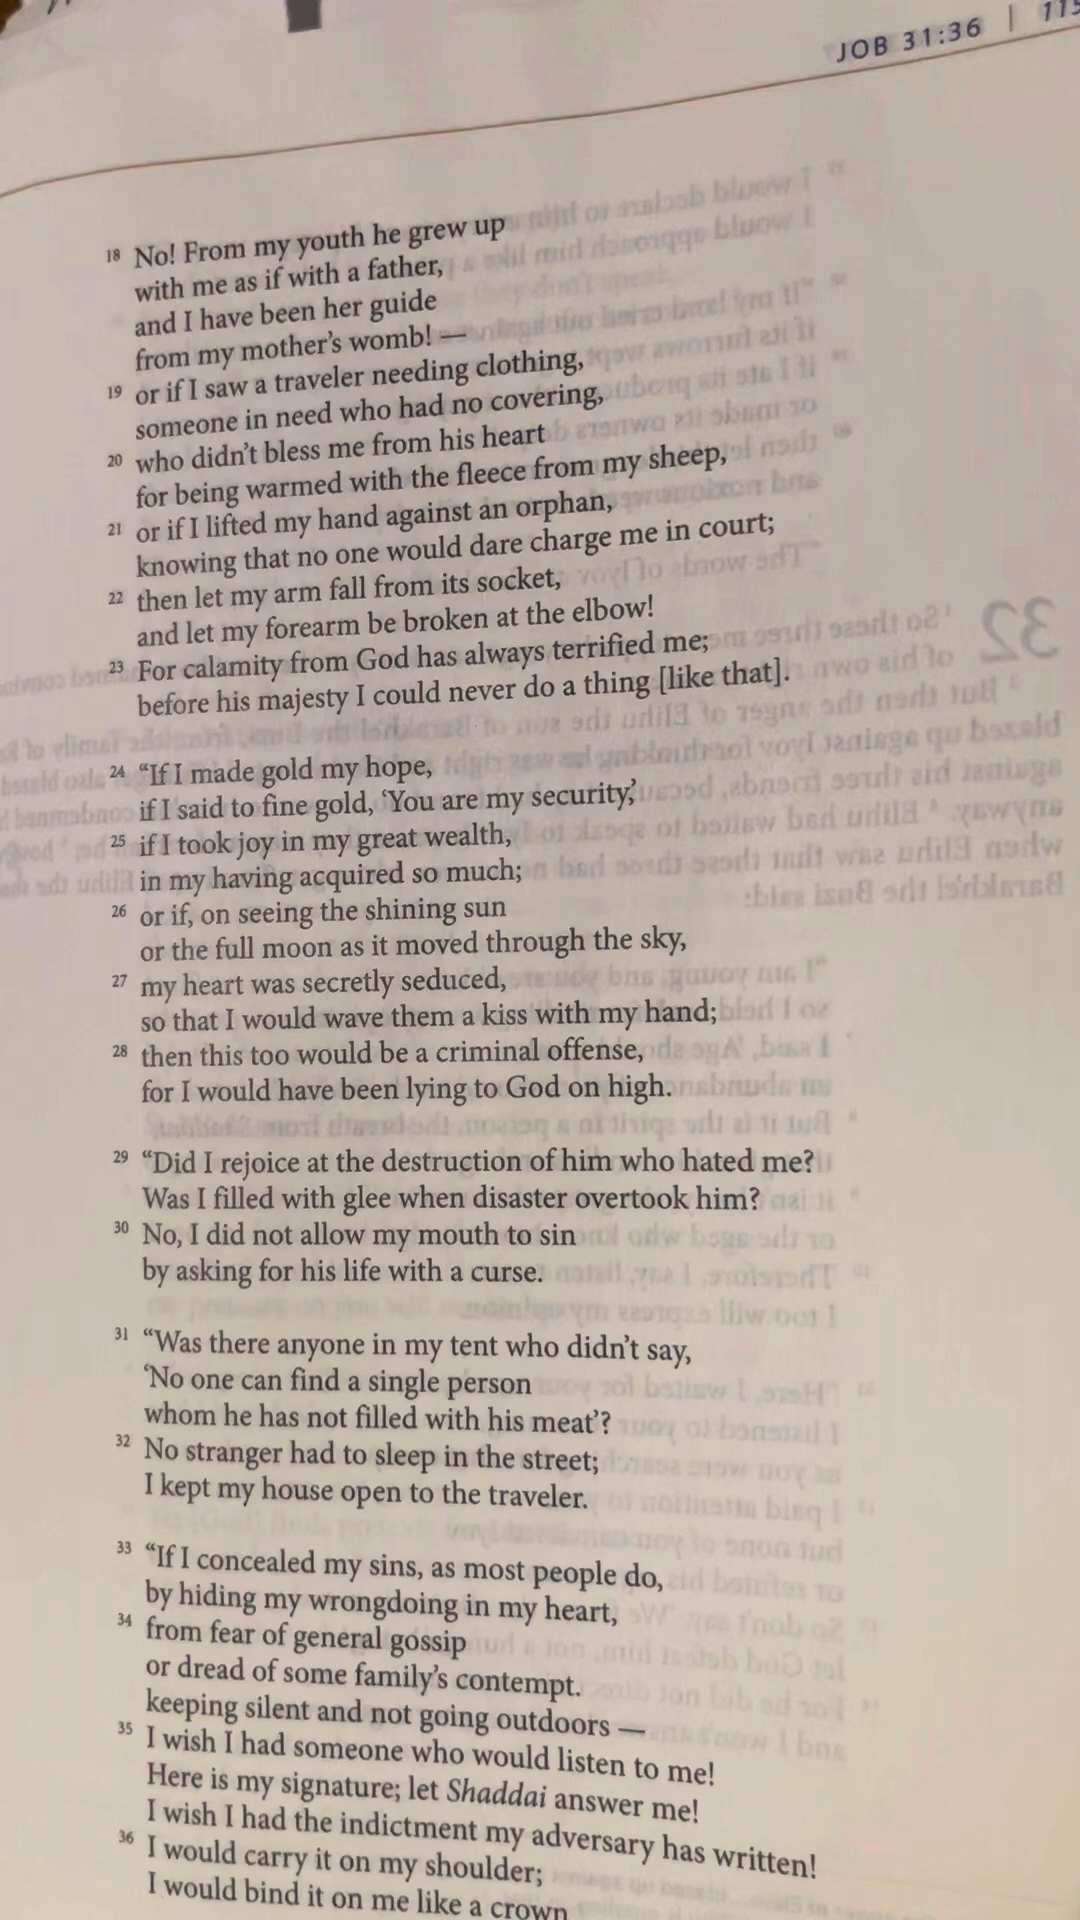 JOB 31:36 | 115
18 No! From my youth he grew up
with me as if with a father,
and I have been her guide
from my mother's womb! —
19 or if I saw a traveler needing clothing,
someone in need who had no covering,
20 who didn't bless me from his heart
for being warmed with the fleece from my sheep,
21 or if I lifted my hand against an orphan,
knowing that no one would dare charge me in court;
22 then let my arm fall from its socket,
and let my forearm be broken at the elbow!
23 For calamity from God has always terrified me;
before his majesty I could never do a thing [like that].
24 “If I made gold my hope,
if I said to fine gold, ‘You are my security,’
25 if I took joy in my great wealth,
in my having acquired so much;
26 or if, on seeing the shining sun
or the full moon as it moved through the sky,
27 my heart was secretly seduced,
so that I would wave them a kiss with my hand;
28 then this too would be a criminal offense,
for I would have been lying to God on high.
29 “Did I rejoice at the destruction of him who hated me?
Was I filled with glee when disaster overtook him?
30 No, I did not allow my mouth to sin
by asking for his life with a curse.
31 “Was there anyone in my tent who didn't say,
‘No one can find a single person
whom he has not filled with his meat’?
32 No stranger had to sleep in the street;
I kept my house open to the traveler.
33 “If I concealed my sins, as most people do,
by hiding my wrongdoing in my heart,
34 from fear of general gossip
or dread of some family's contempt.
keeping silent and not going outdoors —
35 I wish I had someone who would listen to me!
Here is my signature; let Shaddai answer me!
I wish I had the indictment my adversary has written!
36 I would carry it on my shoulder;
I would bind it on me like a crown